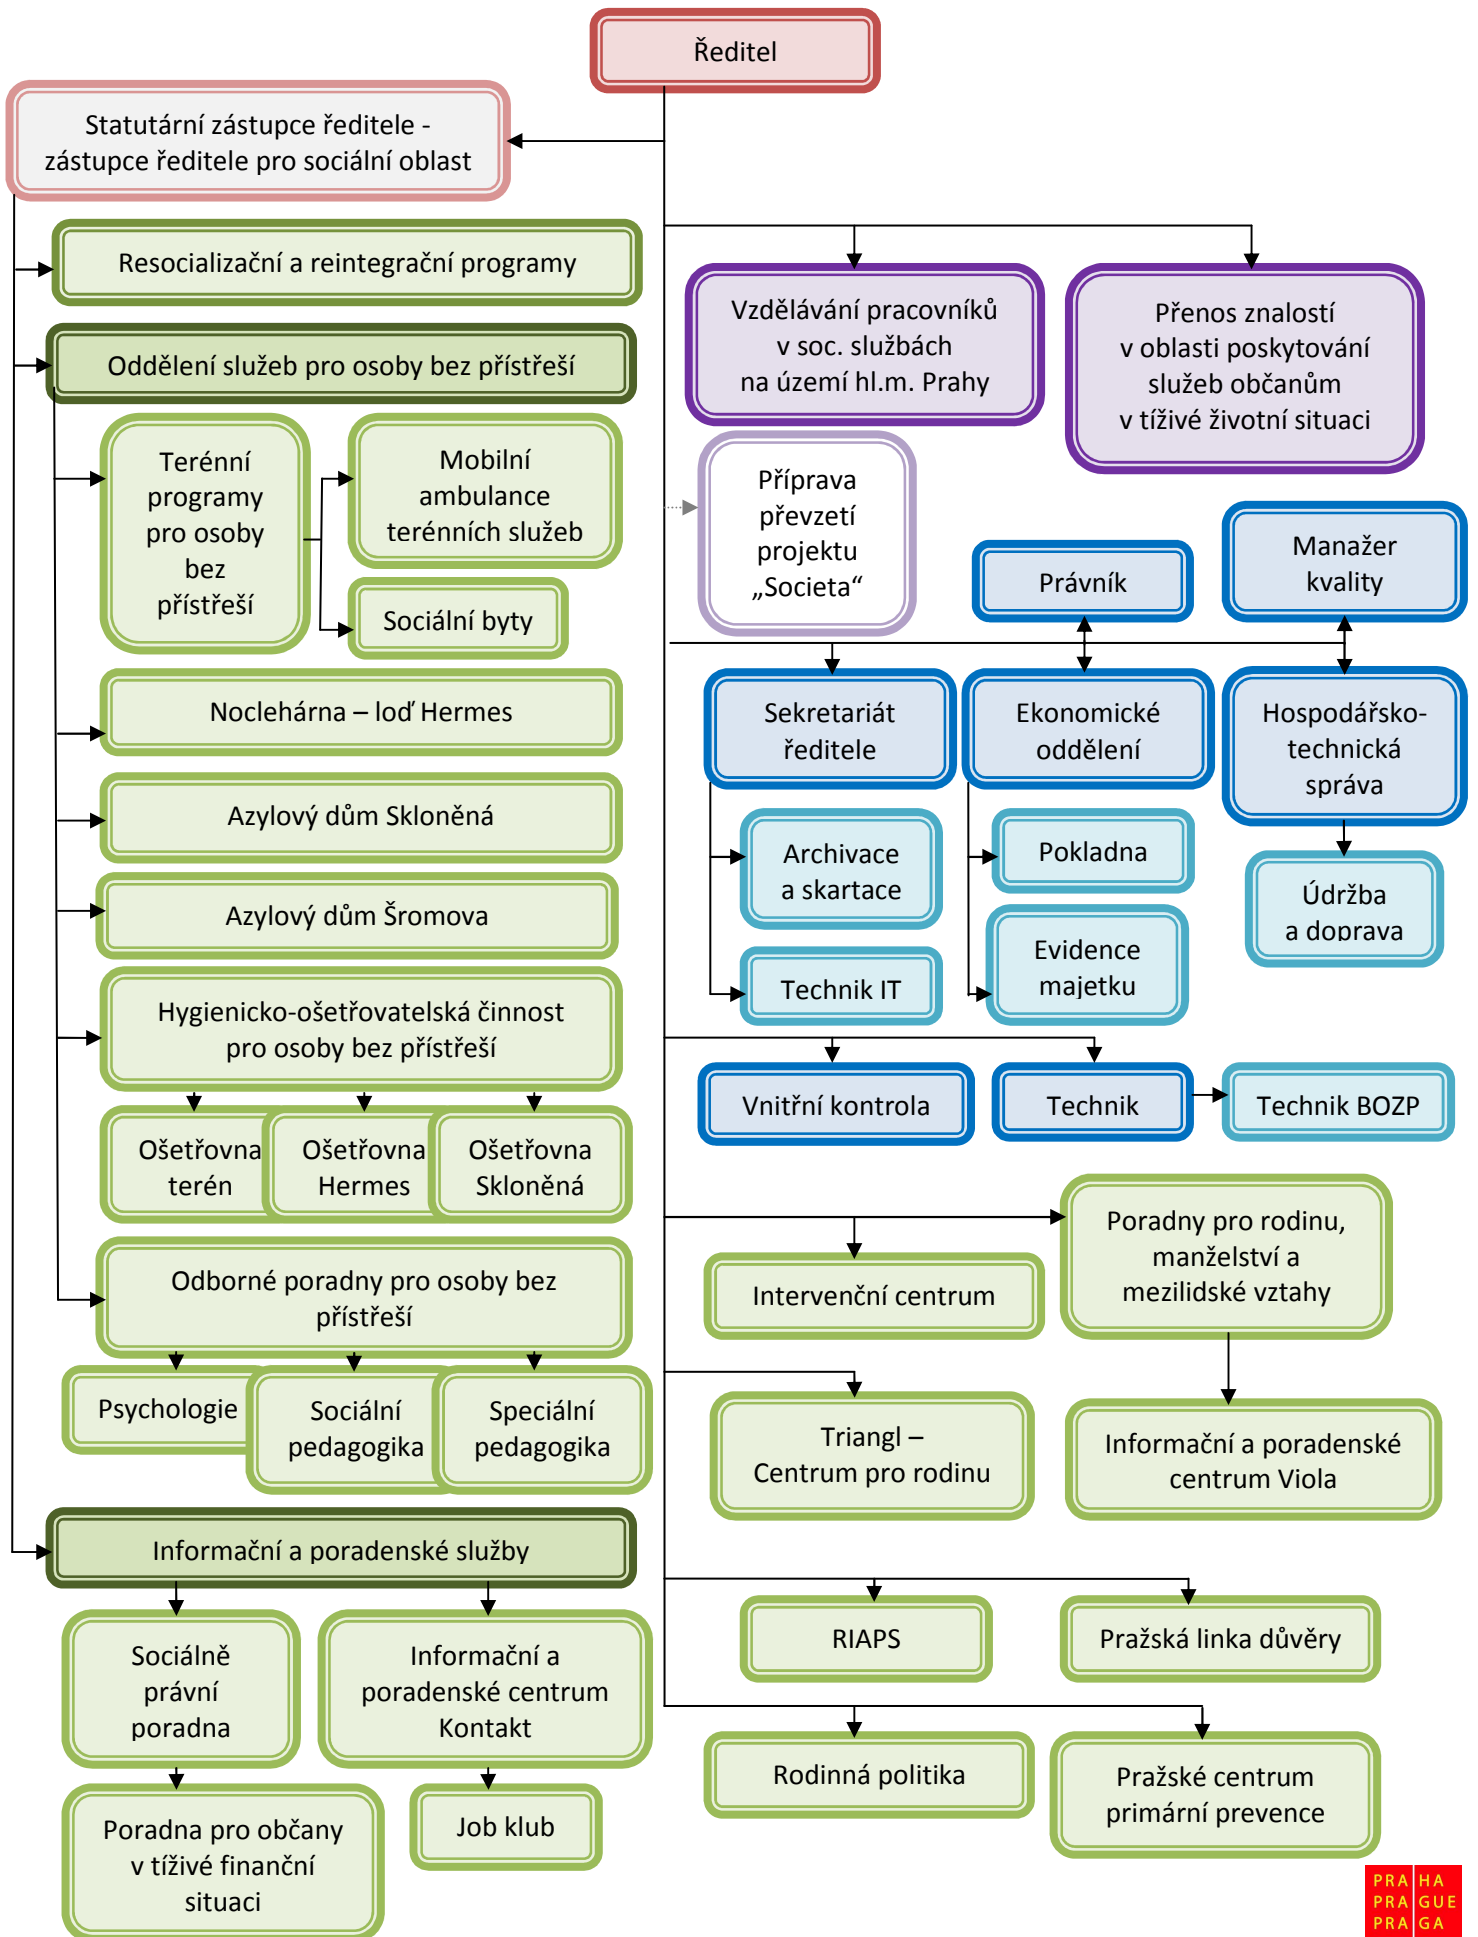 Ředitel
Statutární zástupce ředitele -
zástupce ředitele pro sociální oblast
Resocializační a reintegrační programy
Oddělení služeb pro osoby bez přístřeší
Terénní
programy
pro osoby
bez
přístřeší
Mobilní
ambulance
terénních služeb
Sociální byty
Noclehárna – loď Hermes
Azylový dům Skloněná
Azylový dům Šromova
Hygienicko-ošetřovatelská činnost
pro osoby bez přístřeší
Ošetřovna
terén
Ošetřovna
Hermes
Ošetřovna
Skloněná
Odborné poradny pro osoby bez
přístřeší
Psychologie
Sociální
pedagogika
Speciální
pedagogika
Informační a poradenské služby
Sociálně
právní
poradna
Informační a
poradenské centrum
Kontakt
Poradna pro občany
v tíživé finanční
situaci
Job klub
Vzdělávání pracovníků
v soc. službách
na území hl.m. Prahy
Přenos znalostí
v oblasti poskytování
služeb občanům
v tíživé životní situaci
Příprava
převzetí
projektu
„Societa“
Právník
Manažer
kvality
Sekretariát
ředitele
Ekonomické
oddělení
Hospodářsko-
technická
správa
Archivace
a skartace
Technik IT
Pokladna
Evidence
majetku
Údržba
a doprava
Vnitřní kontrola
Technik
Technik BOZP
Intervenční centrum
Poradny pro rodinu,
manželství a
mezilidské vztahy
Triangl –
Centrum pro rodinu
Informační a poradenské
centrum Viola
RIAPS
Pražská linka důvěry
Rodinná politika
Pražské centrum
primární prevence
PRA HA
PRA GUE
PRA GA